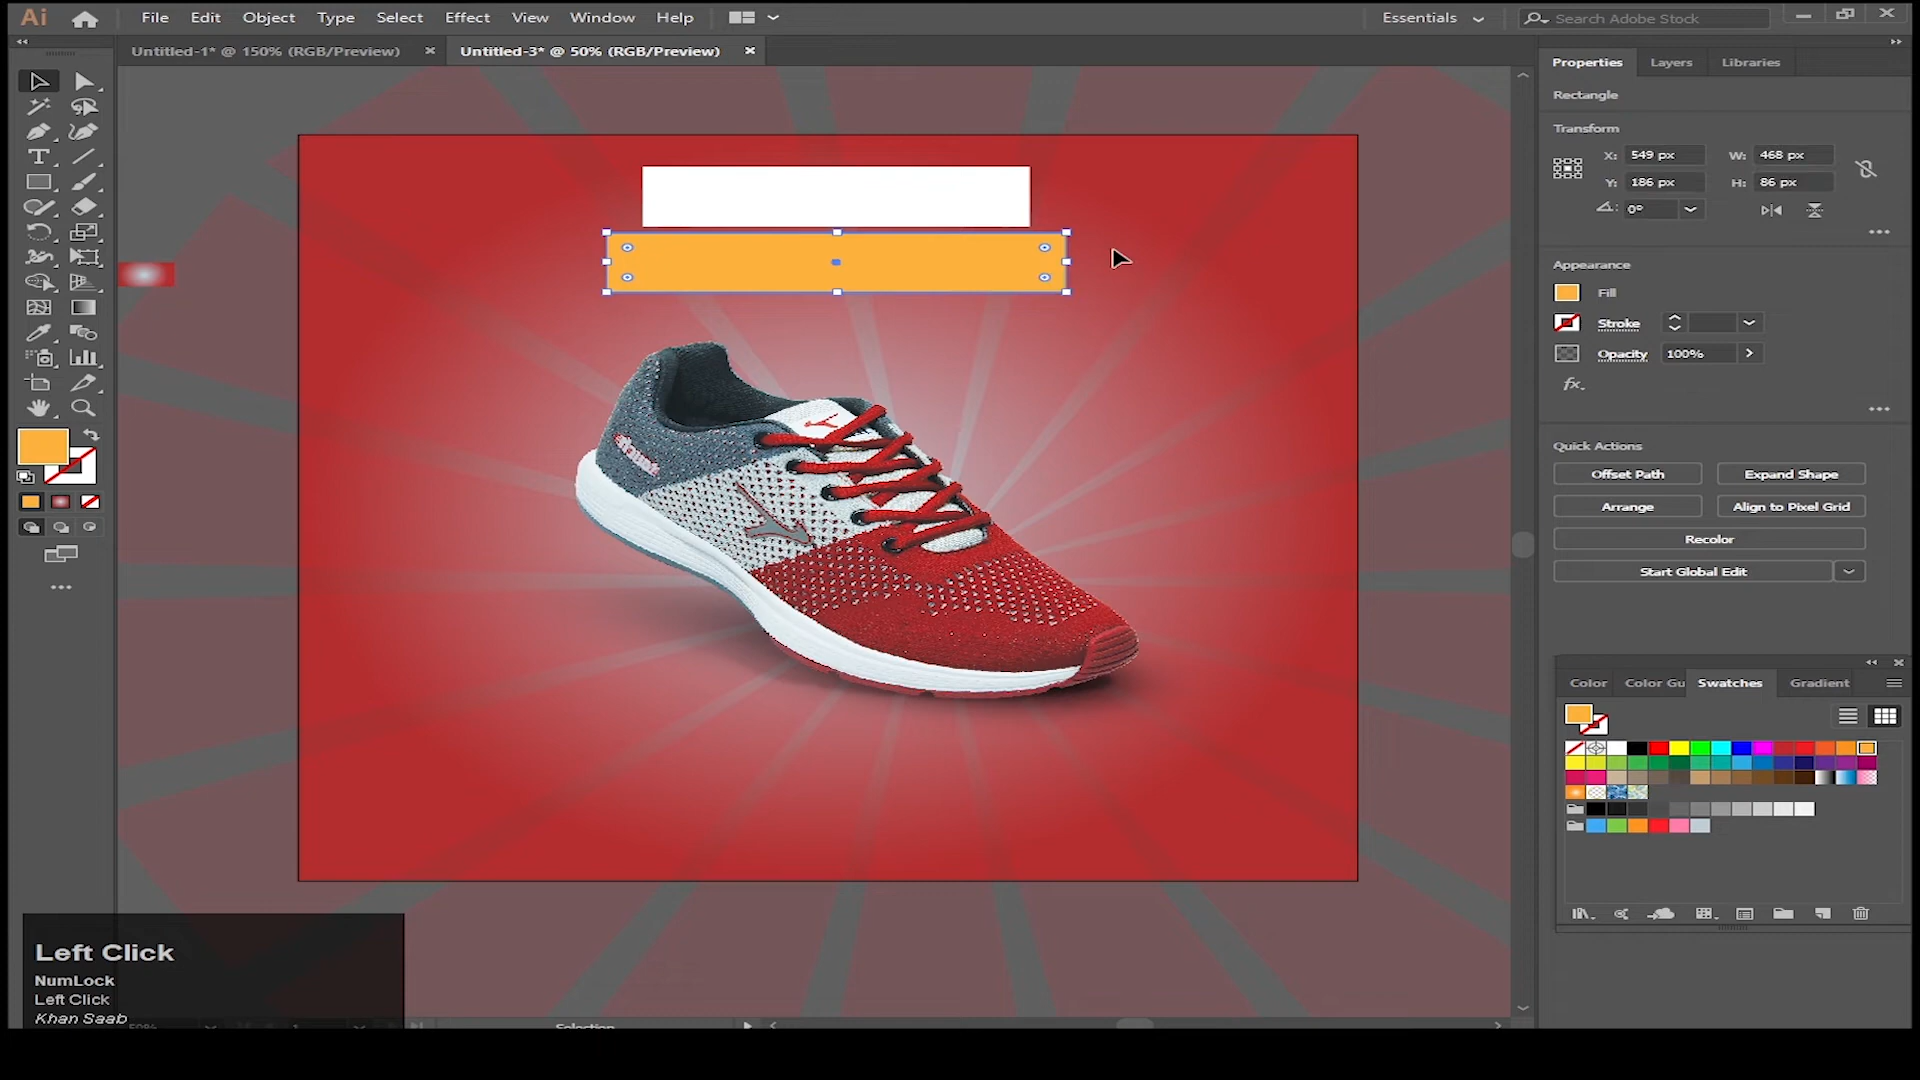 Ai File Edit Object Type Select Effect View Window Help Essentials Search Adobe Stock
Untitled-1* @ 150% (RGB/Preview) Untitled-3* @ 50% (RGB/Preview)
Properties Layers Libraries
Rectangle
Transform
X: 549 px W: 468 px
Y: 186 px H: 86 px
0°
Appearance
Fill
Stroke
Opacity 100%
fx.
Quick Actions
Offset Path Expand Shape
Arrange Align to Pixel Grid
Recolor
Start Global Edit
Color Color Gu Swatches Gradient
Left Click
NumLock
Left Click
Khan Saab
50% 1 Selection